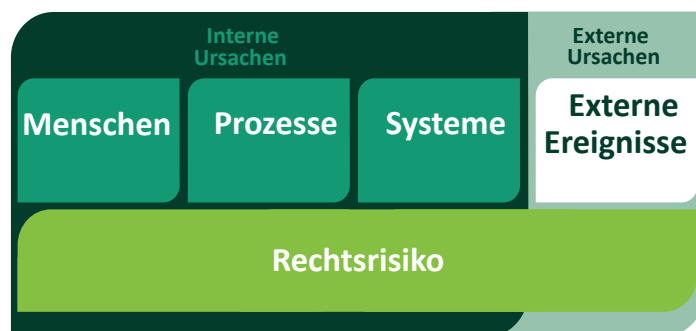 Interne
Ursachen
Externe
Ursachen
Menschen
Prozesse
Systeme
Externe
Ereignisse
Rechtsrisiko